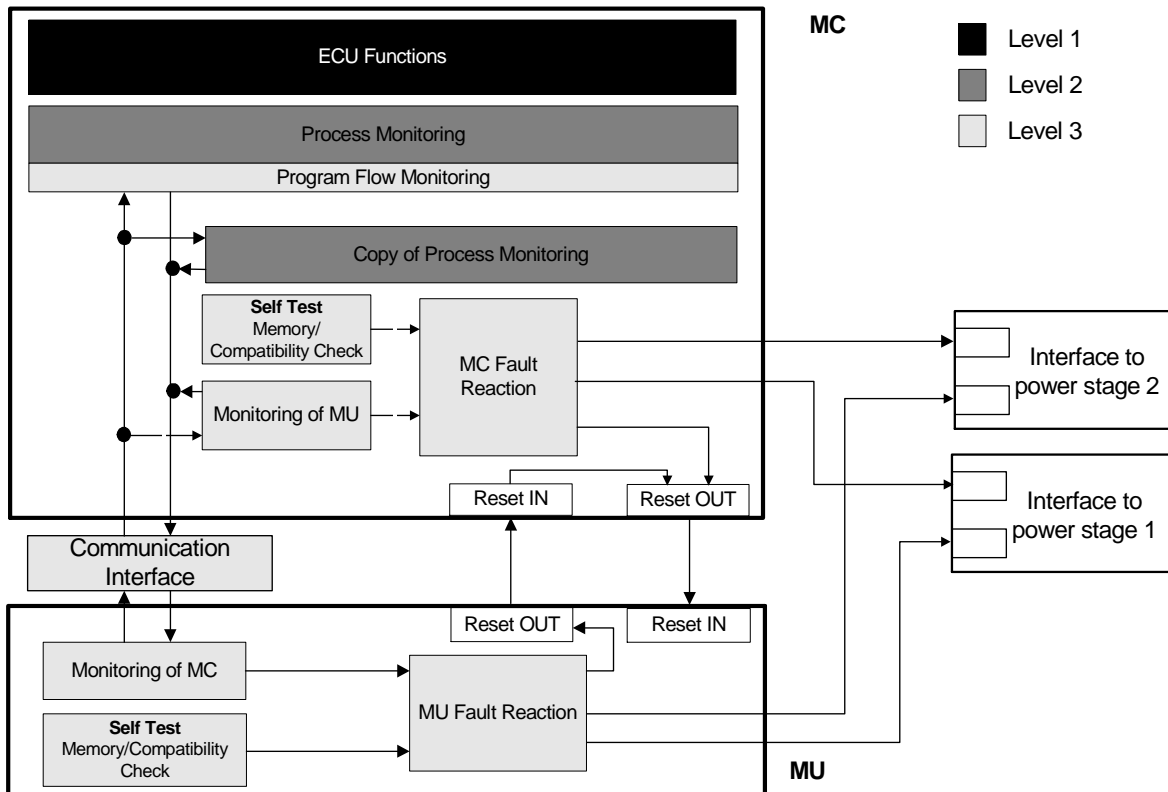 MC
ECU Functions
Level 1
Level 2
Level 3
Process Monitoring
Program Flow Monitoring
Copy of Process Monitoring
Self Test
Memory/
Compatibility Check
MC Fault
Reaction
Monitoring of MU
Interface to
power stage 2
Reset IN
Reset OUT
Interface to
power stage 1
Communication
Interface
Reset OUT
Reset IN
Monitoring of MC
MU Fault Reaction
Self Test
Memory/Compatibility
Check
MU